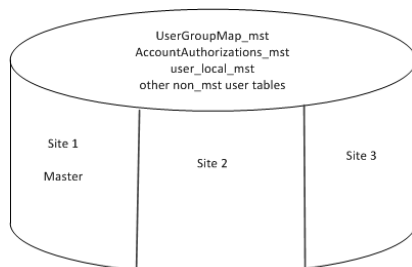 UserGroupMap_mst
AccountAuthorizations_mst
user_local_mst
other non_mst user tables
Site 1
Master
Site 2
Site 3